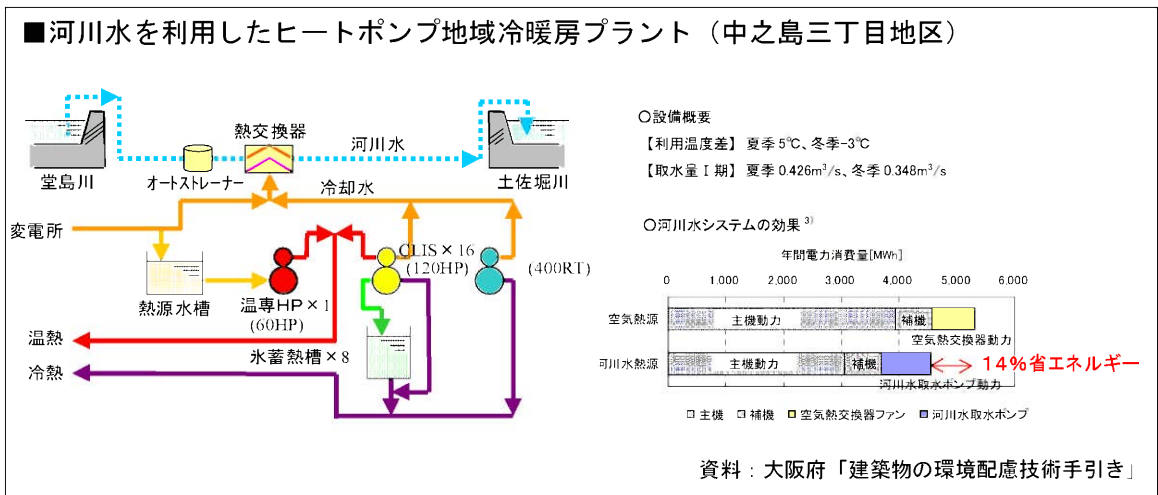 ■河川水を利用したヒートポンプ地域冷暖房プラント（中之島三丁目地区）
堂島川
オートストレーナー
熱交換器
河川水
土佐堀川
冷却水
変電所
熱源水槽
温専HP×1
(60HP)
CLIS×16
(120HP)
(400RT)
温熱
氷蓄熱槽×8
冷熱
○設備概要
【利用温度差】 夏季5℃、冬季-3℃
【取水量Ⅰ期】 夏季0.426m³/s、冬季0.348m³/s
○河川水システムの効果 3)
年間電力消費量[MWh]
0 1,000 2,000 3,000 4,000 5,000 6,000
空気熱源 主機動力 補機
空気熱交換器動力
可川水熱源 主機動力 補機 14%省エネルギー
河川水取水ポンプ動力
主機 補機 空気熱交換器ファン 河川水取水ポンプ
資料：大阪府「建築物の環境配慮技術手引き」